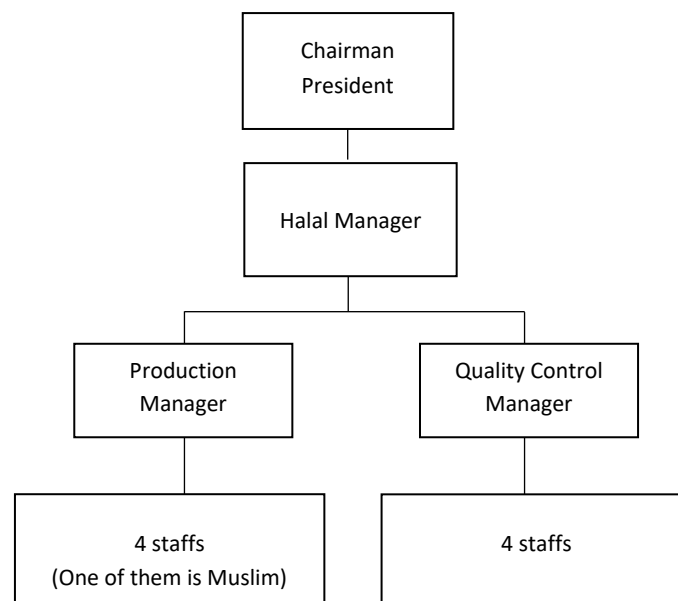 Chairman
President
Halal Manager
Production
Manager
Quality Control
Manager
4 staffs
(One of them is Muslim)
4 staffs